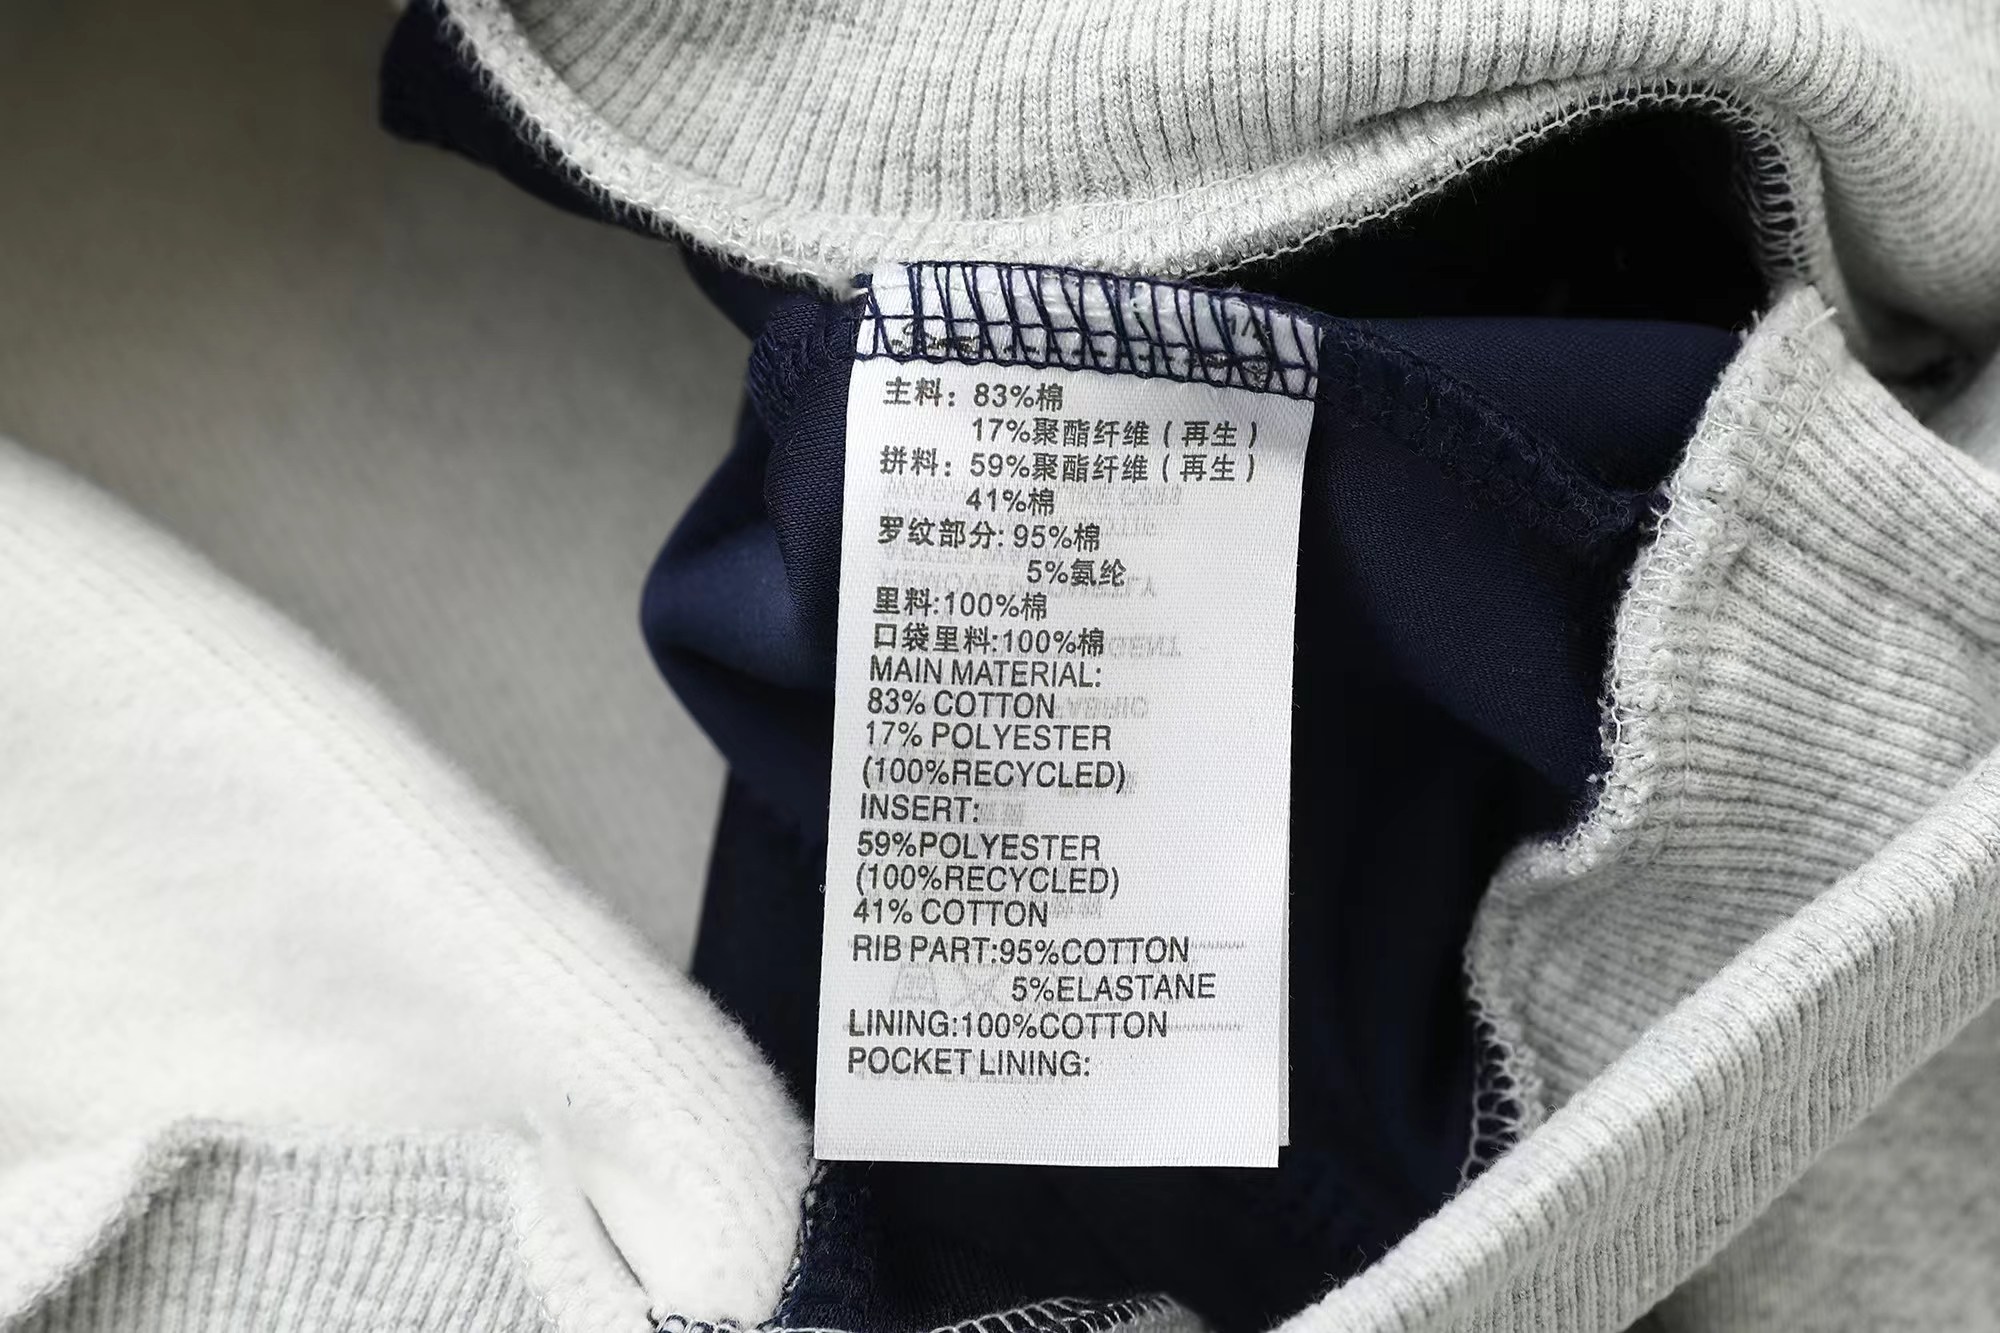 主料：83%棉
17%聚酯纤维（再生）
拼料：59%聚酯纤维（再生）
41%棉
罗纹部分：95%棉
5%氨纶
里料:100%棉
口袋里料:100%棉
MAIN MATERIAL:
83% COTTON
17% POLYESTER
(100%RECYCLED)
INSERT:
59%POLYESTER
(100%RECYCLED)
41% COTTON
RIB PART:95%COTTON
5%ELASTANE
LINING:100%COTTON
POCKET LINING: